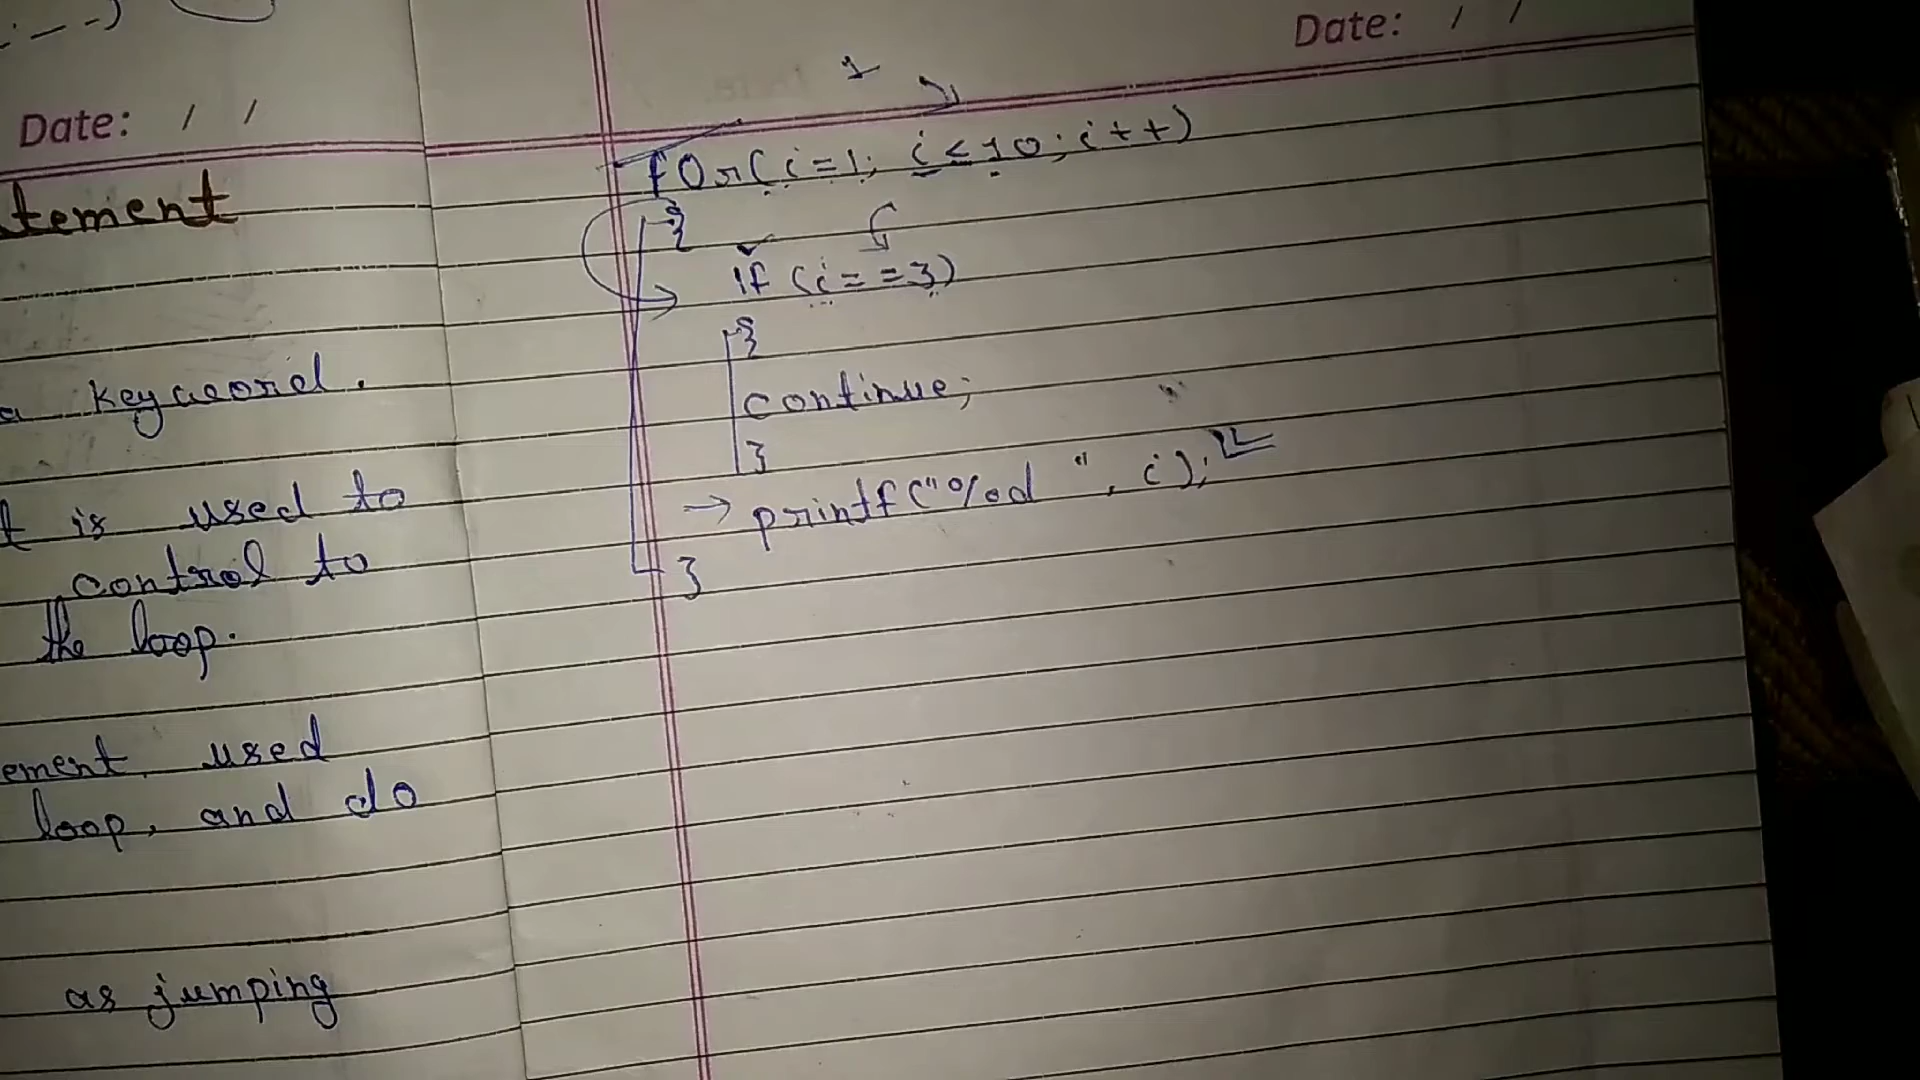 Date: / /
tement
a keyword.
t is used to
control to
the loop.
ement used
loop, and do
as jumping
Date: / /
1
for(i=1; i≤10; i++)
{
if (i==3)
{
continue;
}
→ printf("%d ", i);
}